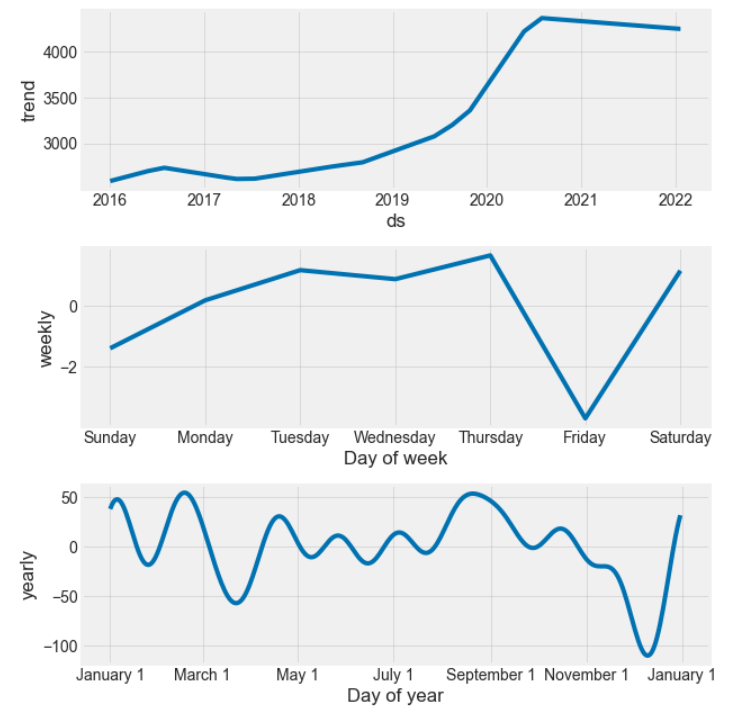 4000
3500
3000
trend
2016 2017 2018 2019 2020 2021 2022
ds
0
−2
weekly
Sunday Monday Tuesday Wednesday Thursday Friday Saturday
Day of week
50
0
−50
−100
yearly
January 1 March 1 May 1 July 1 September 1 November 1 January 1
Day of year